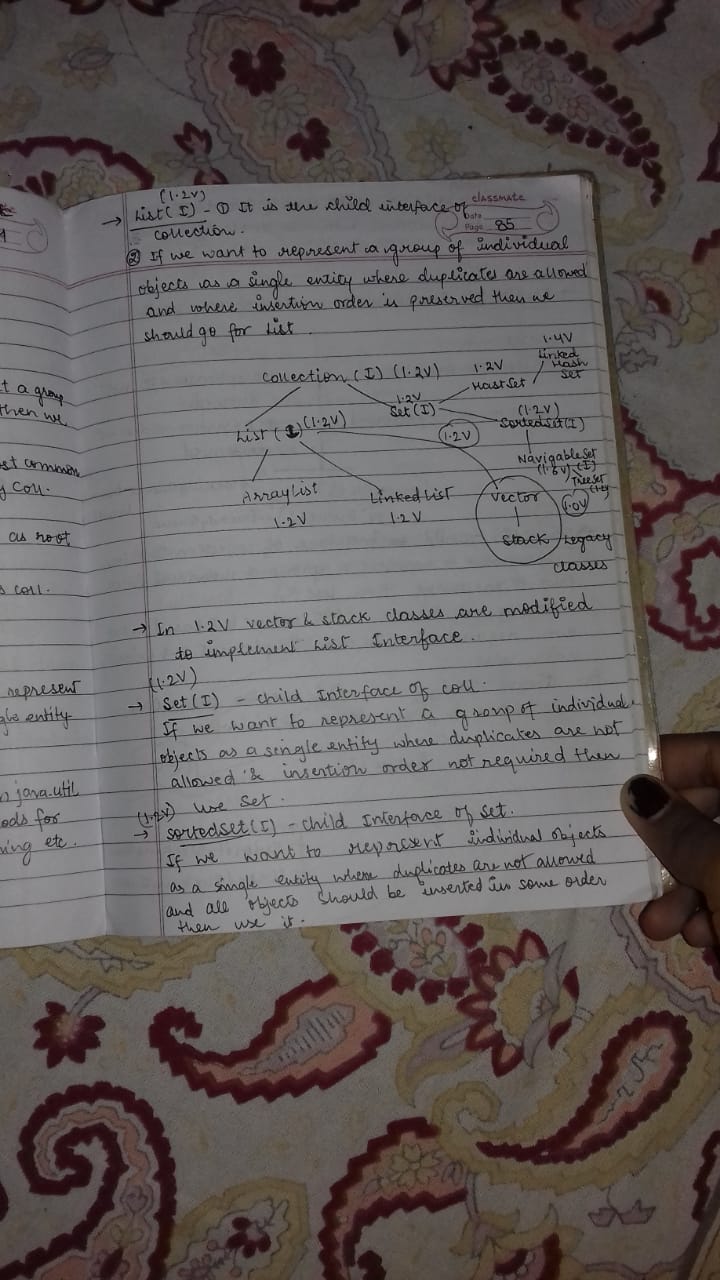 (1.2V)
→ List (I) - ① It is the child interface of
collection.
classmate
Date
Page 85
② If we want to represent a group of individual
objects as a single entity where duplicates are allowed
and where insertion order is preserved then we
should go for List.
Collection (I) (1.2V)
1.2V
Set (I)
1.2V
HashSet
1.4V
Linked
Hash
Set
List (I) (1.2V)
(1.2V)
(1.2V)
SortedSet(I)
NavigableSet
(1.6V) (I)
TreeSet
ArrayList
1.2V
Linked List
1.2V
Vector
(1.0V)
Stack
Legacy
classes
→ In 1.2V vector & stack classes are modified
to implement List Interface.
(1.2V)
→ Set (I) - child Interface of coll.
If we want to represent a group of individual
objects as a single entity where duplicates are not
allowed & insertion order not required then
use Set.
(1.2V)
→ sortedset (I) - child Interface of set.
If we want to represent individual objects
as a single entity where duplicates are not allowed
and all objects should be inserted in some order
then use it.
t a group
then we
st common
coll.
as root
coll.
represent
gle entity
n java.util
ods for
ing etc.